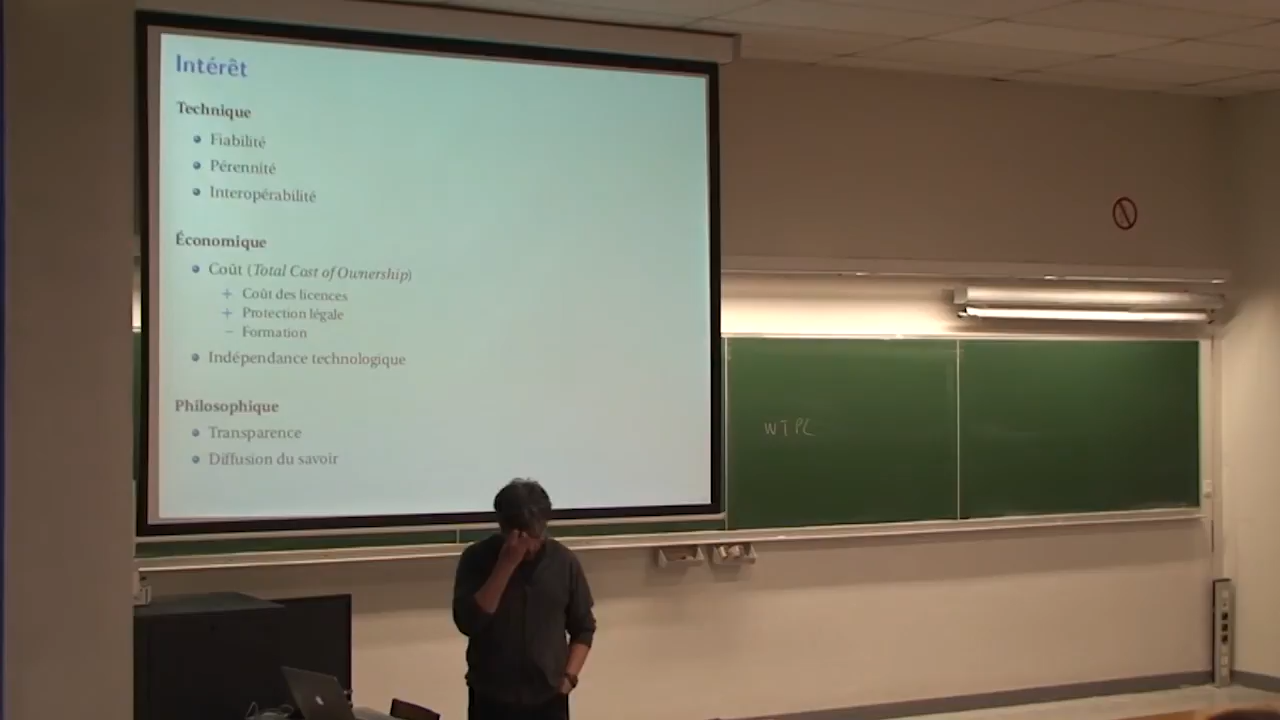 Intérêt
Technique
Fiabilité
Pérennité
Interopérabilité
Économique
Coût (Total Cost of Ownership)
+ Coût des licences
+ Protection légale
− Formation
Indépendance technologique
Philosophique
Transparence
Diffusion du savoir
WTPC